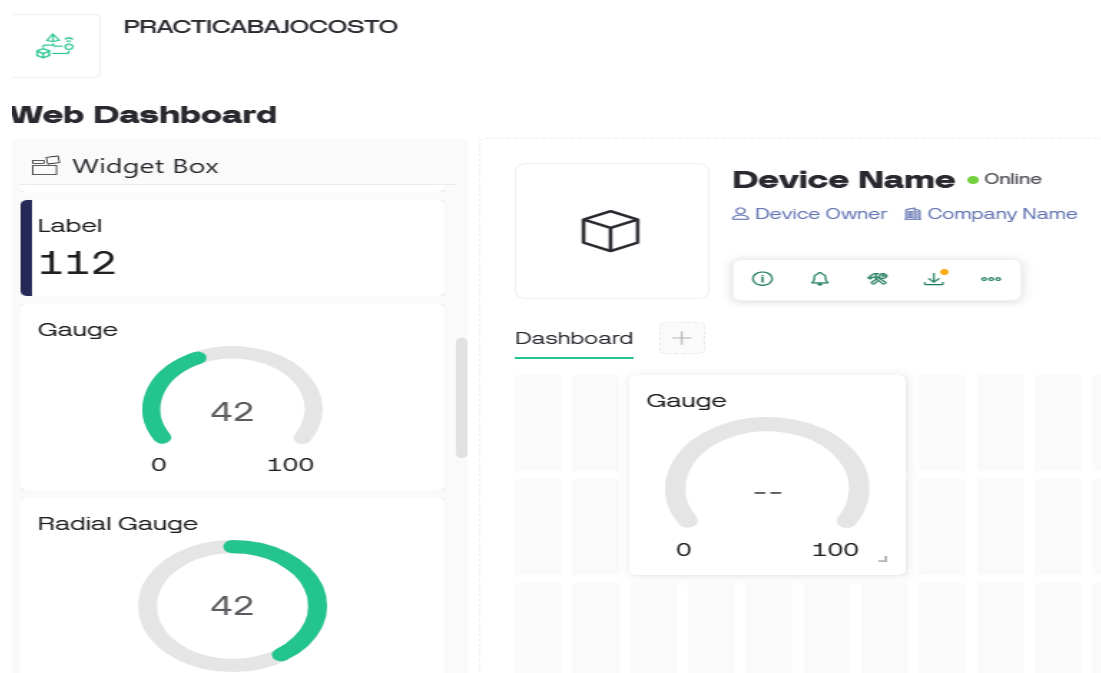 PRACTICABAJOCOSTO
Web Dashboard
Widget Box
Label
112
Gauge
42
0 100
Radial Gauge
42
Device Name Online
Device Owner Company Name
Dashboard
Gauge
--
0 100